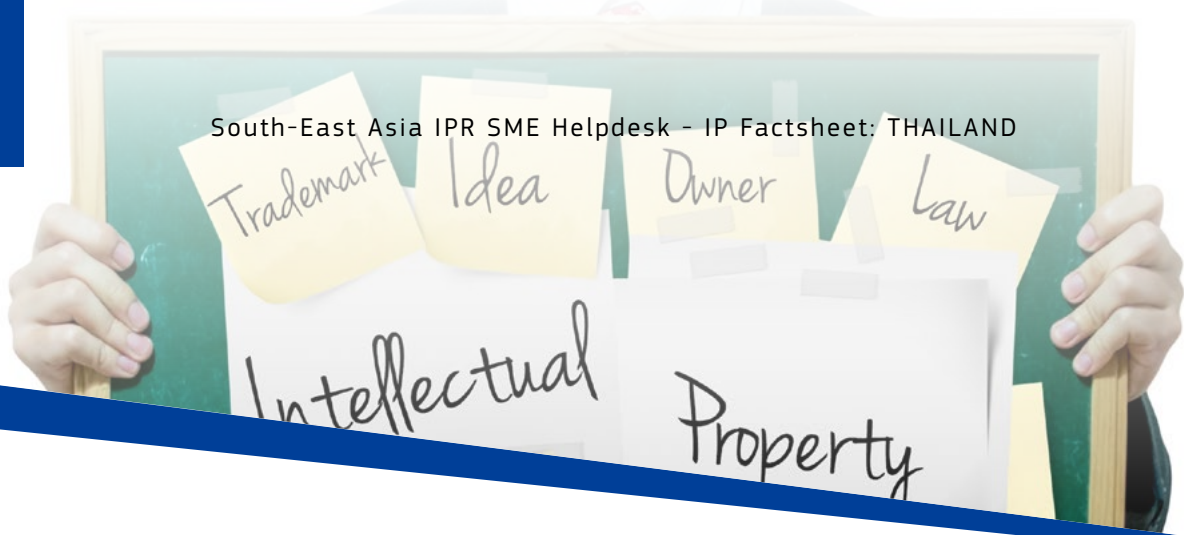 South-East Asia IPR SME Helpdesk - IP Factsheet: THAILAND
Trademark
Idea
Owner
Law
Intellectual
Property